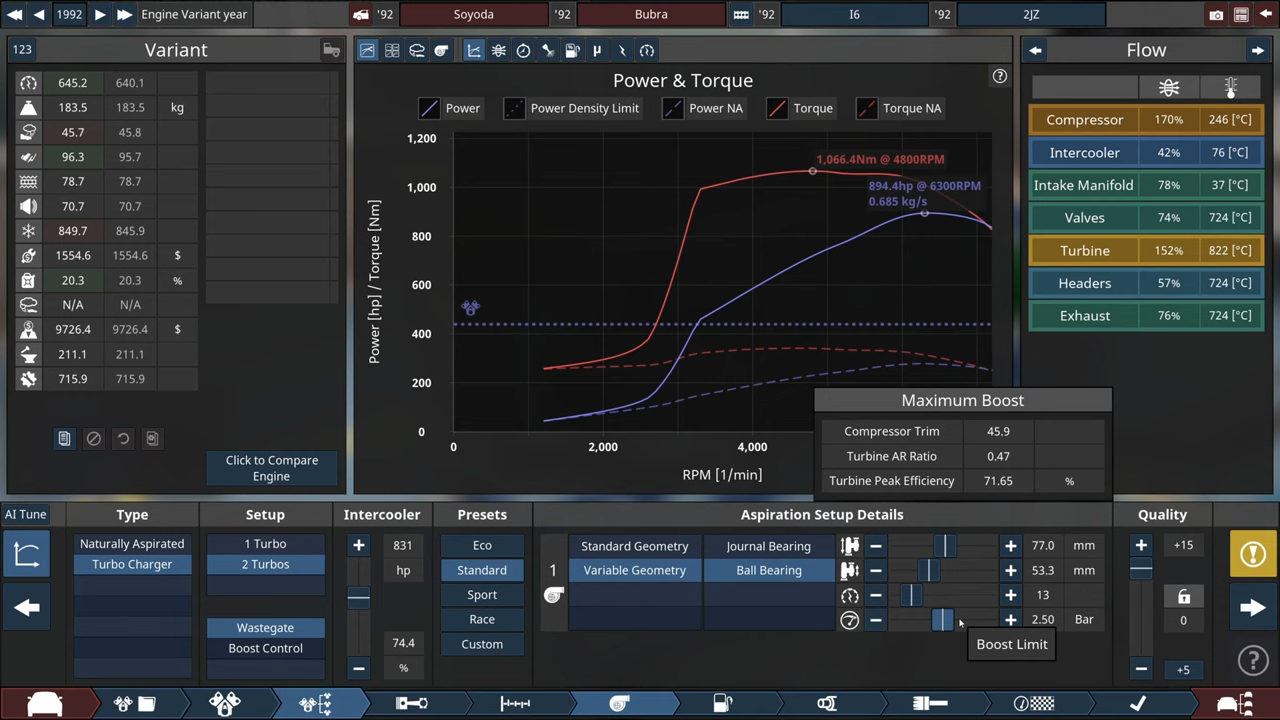 1992
Engine Variant year
'92
Soyoda
'92
Bubra
'92
I6
'92
2JZ
123
Variant
645.2 640.1
183.5 183.5 kg
45.7 45.8
96.3 95.7
78.7 78.7
70.7 70.7
849.7 845.9
1554.6 1554.6 $
20.3 20.3 %
N/A N/A
9726.4 9726.4 $
211.1 211.1
715.9 715.9
Click to Compare
Engine
Power & Torque
?
Power
Power Density Limit
Power NA
Torque
Torque NA
1,200
1,000
800
600
400
200
0
Power [hp] / Torque [Nm]
1,066.4Nm @ 4800RPM
894.4hp @ 6300RPM
0.685 kg/s
0
2,000
4,000
RPM [1/min]
Flow
Compressor 170% 246 [°C]
Intercooler 42% 76 [°C]
Intake Manifold 78% 37 [°C]
Valves 74% 724 [°C]
Turbine 152% 822 [°C]
Headers 57% 724 [°C]
Exhaust 76% 724 [°C]
Maximum Boost
Compressor Trim 45.9
Turbine AR Ratio 0.47
Turbine Peak Efficiency 71.65 %
AI Tune
Type
Naturally Aspirated
Turbo Charger
Setup
1 Turbo
2 Turbos
Wastegate
Boost Control
Intercooler
831
hp
74.4
%
Presets
Eco
Standard
Sport
Race
Custom
Aspiration Setup Details
1
Standard Geometry
Journal Bearing
77.0 mm
Variable Geometry
Ball Bearing
53.3 mm
13
2.50 Bar
Boost Limit
Quality
+15
0
+5
?